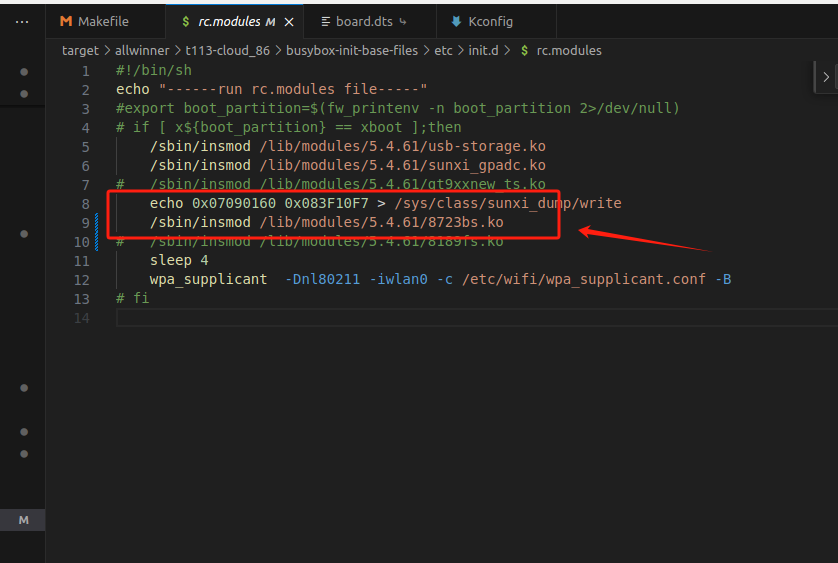 Makefile
$ rc.modules M
board.dts
Kconfig
target > allwinner > t113-cloud_86 > busybox-init-base-files > etc > init.d > $ rc.modules
1 #!/bin/sh
2 echo "------run rc.modules file-----"
3 #export boot_partition=$(fw_printenv -n boot_partition 2>/dev/null)
4 # if [ x${boot_partition} == xboot ];then
5 /sbin/insmod /lib/modules/5.4.61/usb-storage.ko
6 /sbin/insmod /lib/modules/5.4.61/sunxi_gpadc.ko
7 # /sbin/insmod /lib/modules/5.4.61/gt9xxnew_ts.ko
8 echo 0x07090160 0x083F10F7 > /sys/class/sunxi_dump/write
9 /sbin/insmod /lib/modules/5.4.61/8723bs.ko
10 # /sbin/insmod /lib/modules/5.4.61/8189fs.ko
11 sleep 4
12 wpa_supplicant -Dnl80211 -iwlan0 -c /etc/wifi/wpa_supplicant.conf -B
13 # fi
14
M